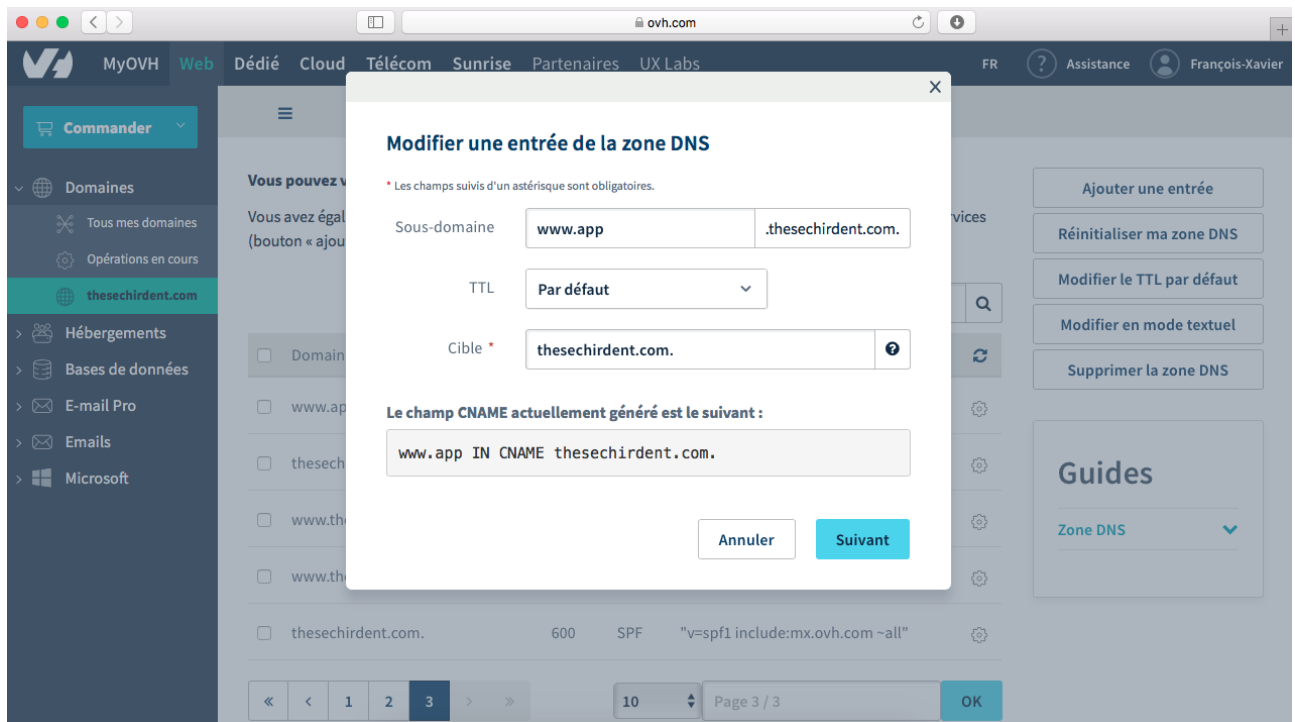 ovh.com
MyOVH Web Dédié Cloud Télécom Sunrise Partenaires UX Labs FR ? Assistance François-Xavier
Commander
Domaines
Tous mes domaines
Opérations en cours
thesechirdent.com
Hébergements
Bases de données
E-mail Pro
Emails
Microsoft
Vous pouvez v
Vous avez égal
rvices
(bouton « ajou
Domain
www.ap
thesech
www.the
www.the
thesechirdent.com. 600 SPF "v=spf1 include:mx.ovh.com ~all"
« < 1 2 3 > » 10 Page 3 / 3 OK
Modifier une entrée de la zone DNS
* Les champs suivis d'un astérisque sont obligatoires.
Sous-domaine www.app .thesechirdent.com.
TTL Par défaut
Cible * thesechirdent.com. ?
Le champ CNAME actuellement généré est le suivant :
www.app IN CNAME thesechirdent.com.
Annuler Suivant
Ajouter une entrée
Réinitialiser ma zone DNS
Modifier le TTL par défaut
Modifier en mode textuel
Supprimer la zone DNS
Guides
Zone DNS